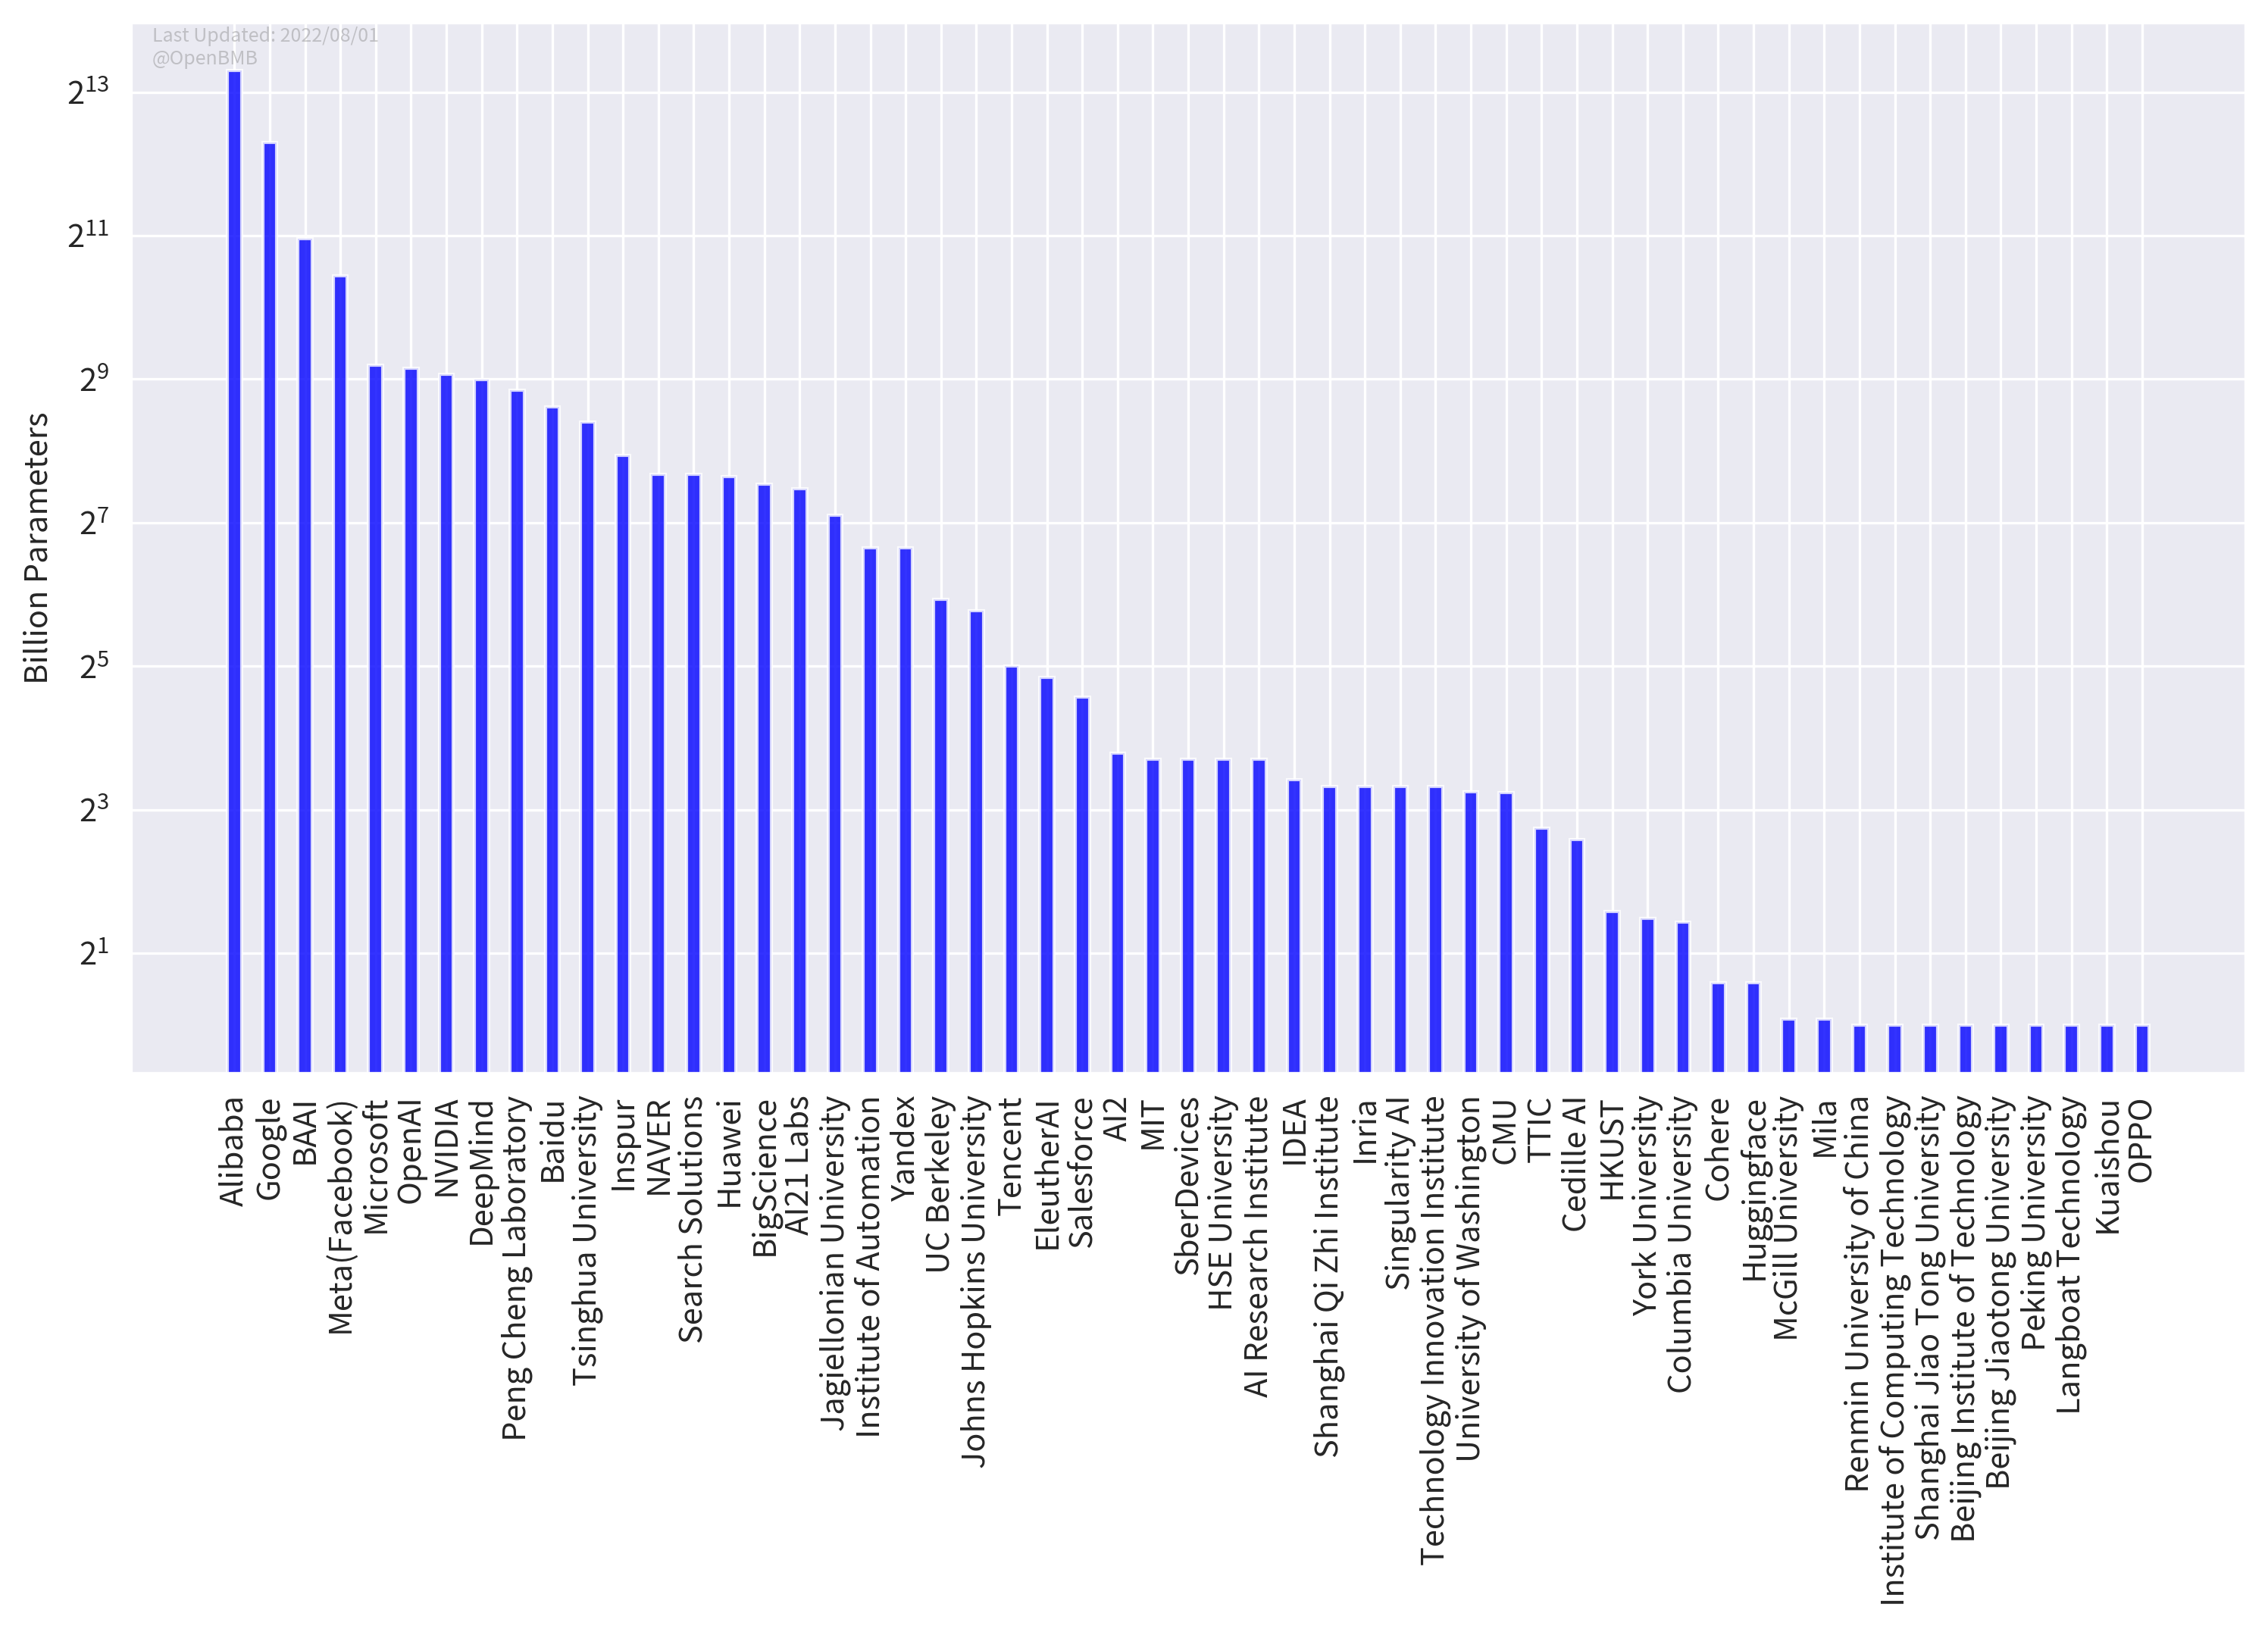 Last Updated: 2022/08/01
@OpenBMB
Billion Parameters
2^13
2^11
2^9
2^7
2^5
2^3
2^1
Alibaba
Google
BAAI
Meta(Facebook)
Microsoft
OpenAI
NVIDIA
DeepMind
Peng Cheng Laboratory
Baidu
Tsinghua University
Inspur
NAVER
Search Solutions
Huawei
BigScience
AI21 Labs
Jagiellonian University
Institute of Automation
Yandex
UC Berkeley
Johns Hopkins University
Tencent
EleutherAI
Salesforce
AI2
MIT
SberDevices
HSE University
AI Research Institute
IDEA
Shanghai Qi Zhi Institute
Inria
Singularity AI
Technology Innovation Institute
University of Washington
CMU
TTIC
Cedille AI
HKUST
York University
Columbia University
Cohere
Huggingface
McGill University
Mila
Renmin University of China
Institute of Computing Technology
Shanghai Jiao Tong University
Beijing Institute of Technology
Beijing Jiaotong University
Peking University
Langboat Technology
Kuaishou
OPPO